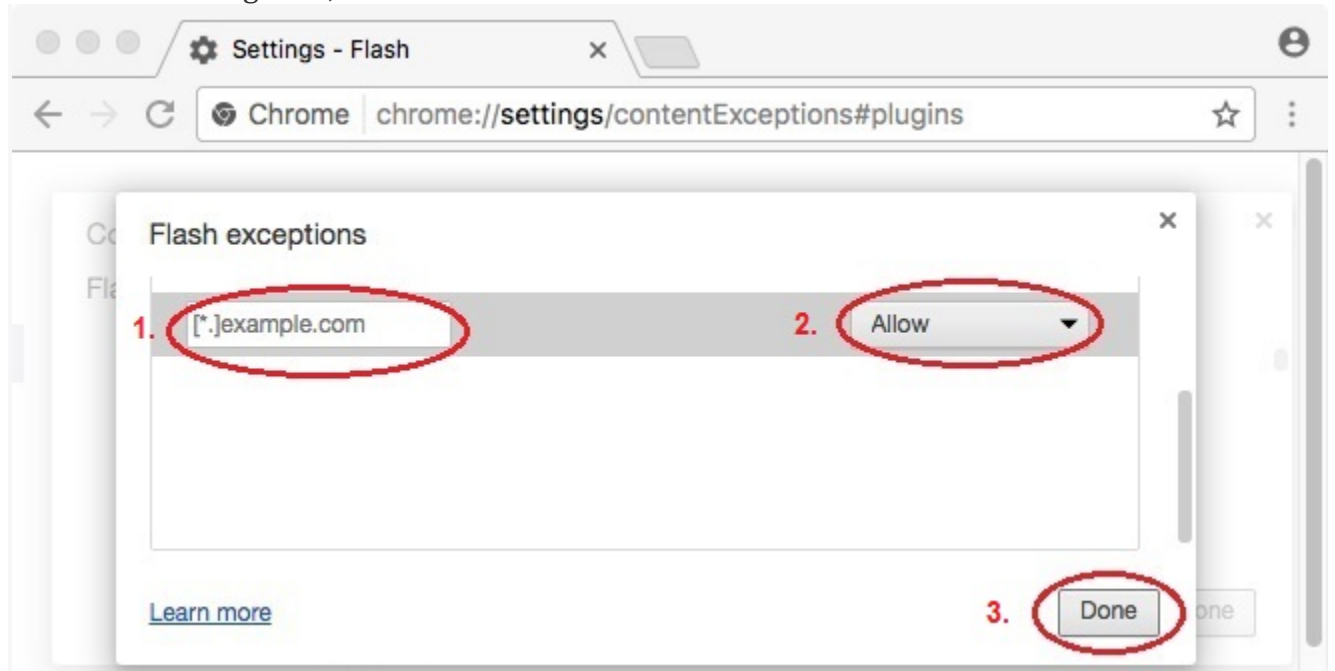 Settings - Flash
Chrome chrome://settings/contentExceptions#plugins
Flash exceptions
1. [*.]example.com 2. Allow
Learn more 3. Done